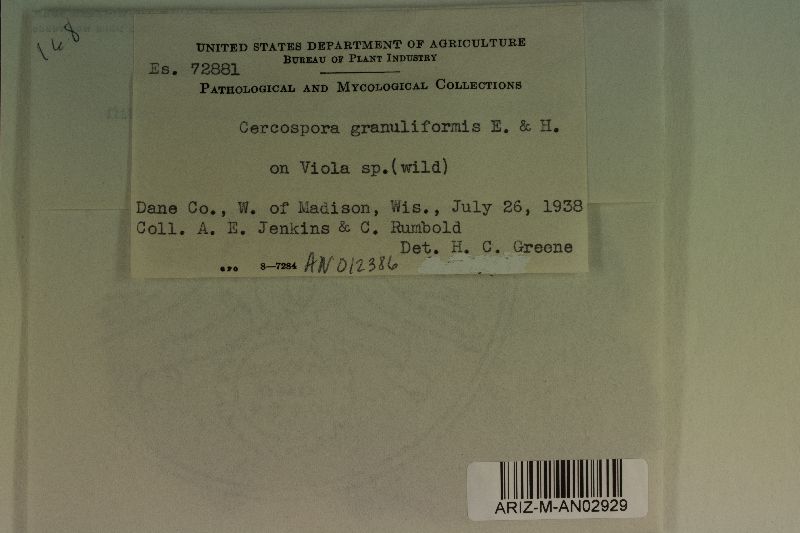 148
UNITED STATES DEPARTMENT OF AGRICULTURE
BUREAU OF PLANT INDUSTRY
Es. 72881
PATHOLOGICAL AND MYCOLOGICAL COLLECTIONS
Cercospora granuliformis E. & H.
on Viola sp.(wild)
Dane Co., W. of Madison, Wis., July 26, 1938
Coll. A. E. Jenkins & C. Rumbold
Det. H. C. Greene
GPO 8—7284 AN012386
ARIZ-M-AN02929